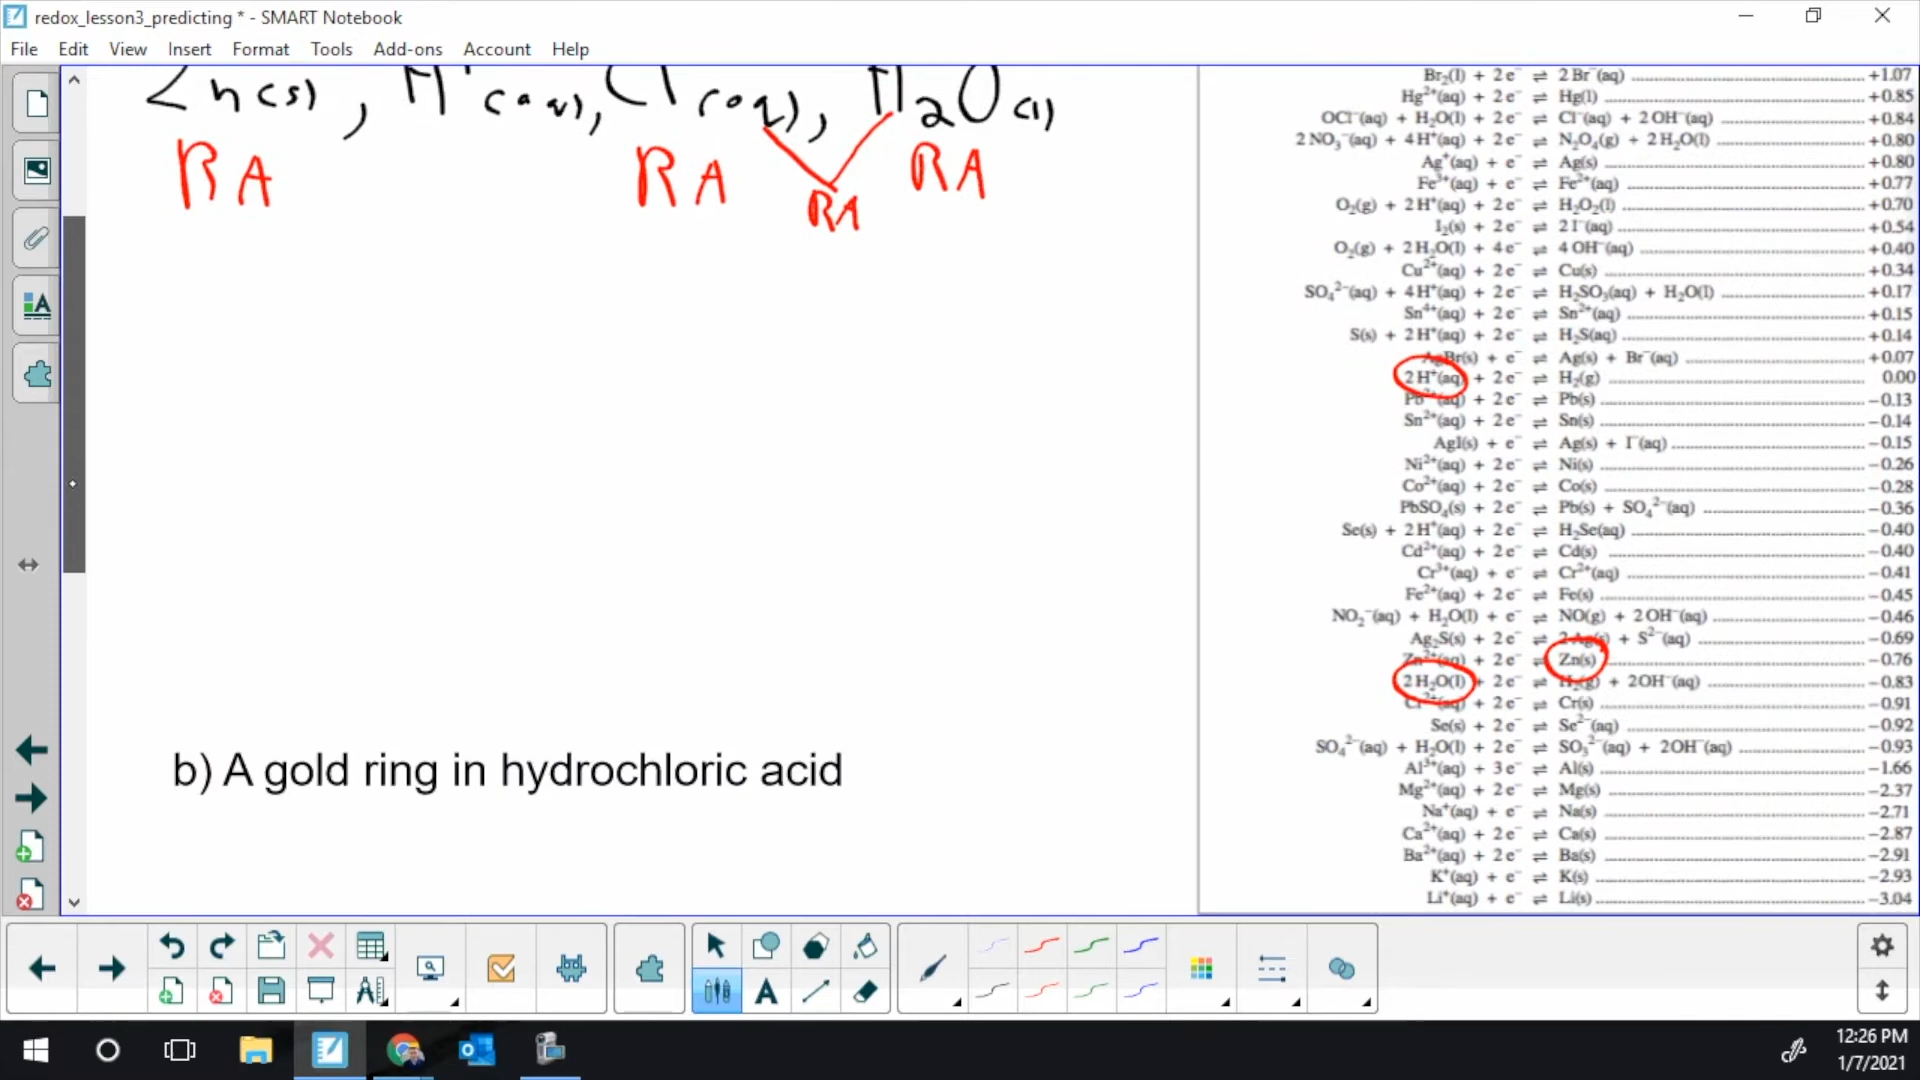 redox_lesson3_predicting * - SMART Notebook
File Edit View Insert Format Tools Add-ons Account Help
Zn(s), H⁺(aq), Cl⁻(aq), H₂O(l)
RA RA RA
RA
b) A gold ring in hydrochloric acid
Br₂(l) + 2 e⁻ ⇌ 2 Br⁻(aq) +1.07
Hg²⁺(aq) + 2 e⁻ ⇌ Hg(l) +0.85
OCl⁻(aq) + H₂O(l) + 2 e⁻ ⇌ Cl⁻(aq) + 2 OH⁻(aq) +0.84
2 NO₃⁻(aq) + 4 H⁺(aq) + 2 e⁻ ⇌ N₂O₄(g) + 2 H₂O(l) +0.80
Ag⁺(aq) + e⁻ ⇌ Ag(s) +0.80
Fe³⁺(aq) + e⁻ ⇌ Fe²⁺(aq) +0.77
O₂(g) + 2 H⁺(aq) + 2 e⁻ ⇌ H₂O₂(l) +0.70
I₂(s) + 2 e⁻ ⇌ 2 I⁻(aq) +0.54
O₂(g) + 2 H₂O(l) + 4 e⁻ ⇌ 4 OH⁻(aq) +0.40
Cu²⁺(aq) + 2 e⁻ ⇌ Cu(s) +0.34
SO₄²⁻(aq) + 4 H⁺(aq) + 2 e⁻ ⇌ H₂SO₃(aq) + H₂O(l) +0.17
Sn⁴⁺(aq) + 2 e⁻ ⇌ Sn²⁺(aq) +0.15
S(s) + 2 H⁺(aq) + 2 e⁻ ⇌ H₂S(aq) +0.14
AgBr(s) + e⁻ ⇌ Ag(s) + Br⁻(aq) +0.07
2 H⁺(aq) + 2 e⁻ ⇌ H₂(g) 0.00
Pb²⁺(aq) + 2 e⁻ ⇌ Pb(s) −0.13
Sn²⁺(aq) + 2 e⁻ ⇌ Sn(s) −0.14
AgI(s) + e⁻ ⇌ Ag(s) + I⁻(aq) −0.15
Ni²⁺(aq) + 2 e⁻ ⇌ Ni(s) −0.26
Co²⁺(aq) + 2 e⁻ ⇌ Co(s) −0.28
PbSO₄(s) + 2 e⁻ ⇌ Pb(s) + SO₄²⁻(aq) −0.36
Se(s) + 2 H⁺(aq) + 2 e⁻ ⇌ H₂Se(aq) −0.40
Cd²⁺(aq) + 2 e⁻ ⇌ Cd(s) −0.40
Cr³⁺(aq) + e⁻ ⇌ Cr²⁺(aq) −0.41
Fe²⁺(aq) + 2 e⁻ ⇌ Fe(s) −0.45
NO₂⁻(aq) + H₂O(l) + e⁻ ⇌ NO(g) + 2 OH⁻(aq) −0.46
Ag₂S(s) + 2 e⁻ ⇌ 2 Ag(s) + S²⁻(aq) −0.69
Zn²⁺(aq) + 2 e⁻ ⇌ Zn(s) −0.76
2 H₂O(l) + 2 e⁻ ⇌ H₂(g) + 2OH⁻(aq) −0.83
Cr²⁺(aq) + 2 e⁻ ⇌ Cr(s) −0.91
Se(s) + 2 e⁻ ⇌ Se²⁻(aq) −0.92
SO₄²⁻(aq) + H₂O(l) + 2 e⁻ ⇌ SO₃²⁻(aq) + 2OH⁻(aq) −0.93
Al³⁺(aq) + 3 e⁻ ⇌ Al(s) −1.66
Mg²⁺(aq) + 2 e⁻ ⇌ Mg(s) −2.37
Na⁺(aq) + e⁻ ⇌ Na(s) −2.71
Ca²⁺(aq) + 2 e⁻ ⇌ Ca(s) −2.87
Ba²⁺(aq) + 2 e⁻ ⇌ Ba(s) −2.91
K⁺(aq) + e⁻ ⇌ K(s) −2.93
Li⁺(aq) + e⁻ ⇌ Li(s) −3.04
12:26 PM
1/7/2021